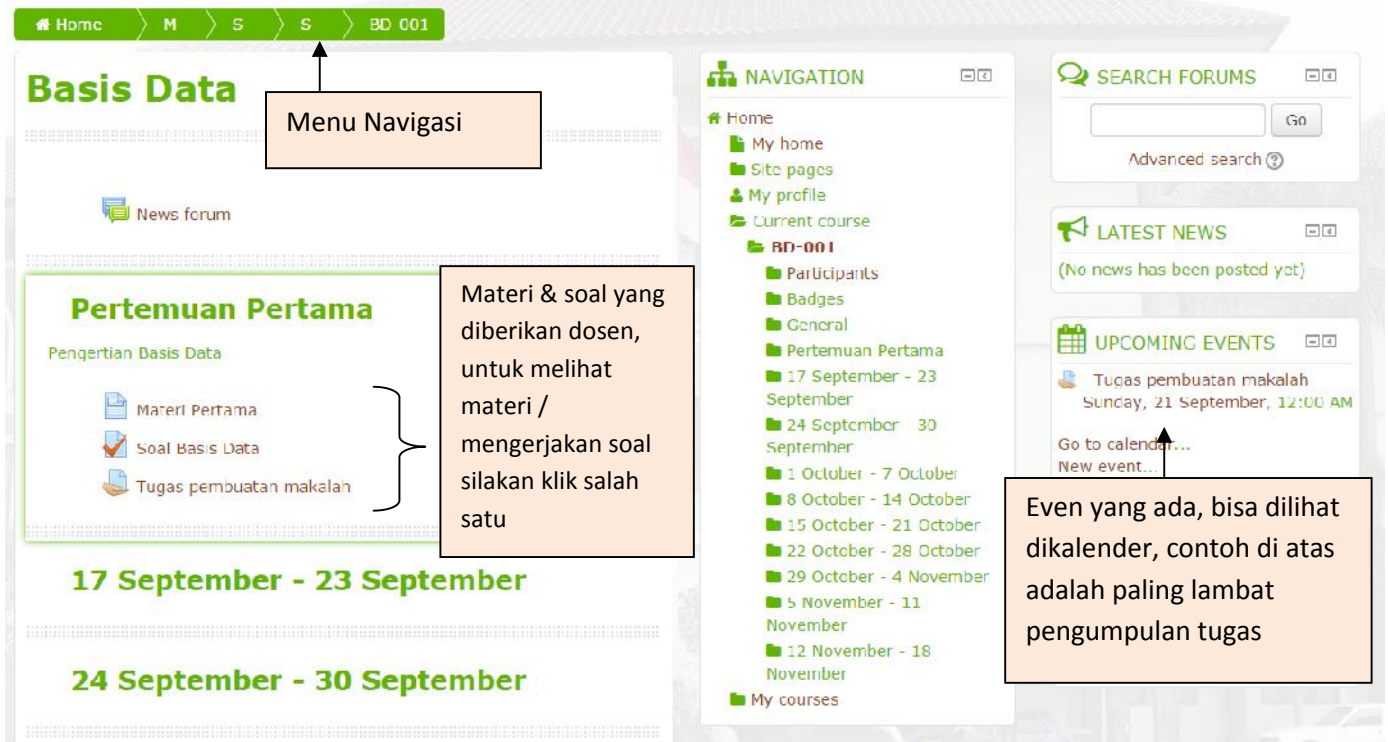 Home M S S BD 001
Basis Data
Menu Navigasi
News forum
Pertemuan Pertama
Pengertian Basis Data
Materi Pertama
Soal Basis Data
Tugas pembuatan makalah
Materi & soal yang
diberikan dosen,
untuk melihat
materi /
mengerjakan soal
silakan klik salah
satu
17 September - 23 September
24 September - 30 September
NAVIGATION
Home
My home
Site pages
My profile
Current course
BD-001
Participants
Badges
General
Pertemuan Pertama
17 September - 23
September
24 September - 30
September
1 October - 7 October
8 October - 14 October
15 October - 21 October
22 October - 28 October
29 October - 4 November
5 November - 11
November
12 November - 18
November
My courses
SEARCH FORUMS
Go
Advanced search
LATEST NEWS
(No news has been posted yet)
UPCOMING EVENTS
Tugas pembuatan makalah
Sunday, 21 September, 12:00 AM
Go to calendar...
New event...
Even yang ada, bisa dilihat
dikalender, contoh di atas
adalah paling lambat
pengumpulan tugas